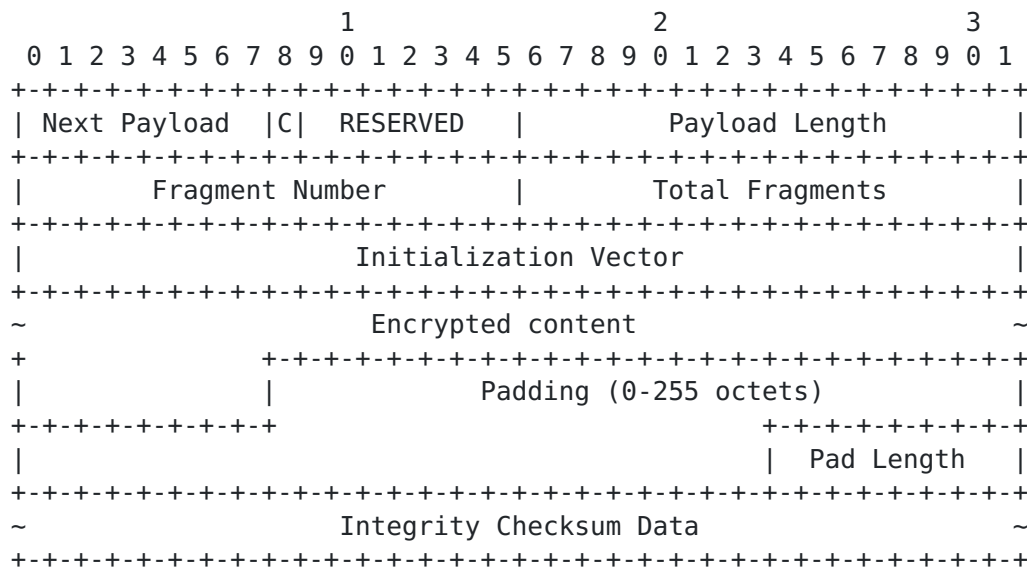 1                   2                   3
 0 1 2 3 4 5 6 7 8 9 0 1 2 3 4 5 6 7 8 9 0 1 2 3 4 5 6 7 8 9 0 1
+-+-+-+-+-+-+-+-+-+-+-+-+-+-+-+-+-+-+-+-+-+-+-+-+-+-+-+-+-+-+-+-+
| Next Payload  |C|  RESERVED   |         Payload Length        |
+-+-+-+-+-+-+-+-+-+-+-+-+-+-+-+-+-+-+-+-+-+-+-+-+-+-+-+-+-+-+-+-+
|        Fragment Number        |        Total Fragments        |
+-+-+-+-+-+-+-+-+-+-+-+-+-+-+-+-+-+-+-+-+-+-+-+-+-+-+-+-+-+-+-+-+
|                     Initialization Vector                     |
+-+-+-+-+-+-+-+-+-+-+-+-+-+-+-+-+-+-+-+-+-+-+-+-+-+-+-+-+-+-+-+-+
~                      Encrypted content                        ~
+               +-+-+-+-+-+-+-+-+-+-+-+-+-+-+-+-+-+-+-+-+-+-+-+-+
|               |             Padding (0-255 octets)            |
+-+-+-+-+-+-+-+-+                               +-+-+-+-+-+-+-+-+
|                                               |  Pad Length   |
+-+-+-+-+-+-+-+-+-+-+-+-+-+-+-+-+-+-+-+-+-+-+-+-+-+-+-+-+-+-+-+-+
~                    Integrity Checksum Data                    ~
+-+-+-+-+-+-+-+-+-+-+-+-+-+-+-+-+-+-+-+-+-+-+-+-+-+-+-+-+-+-+-+-+